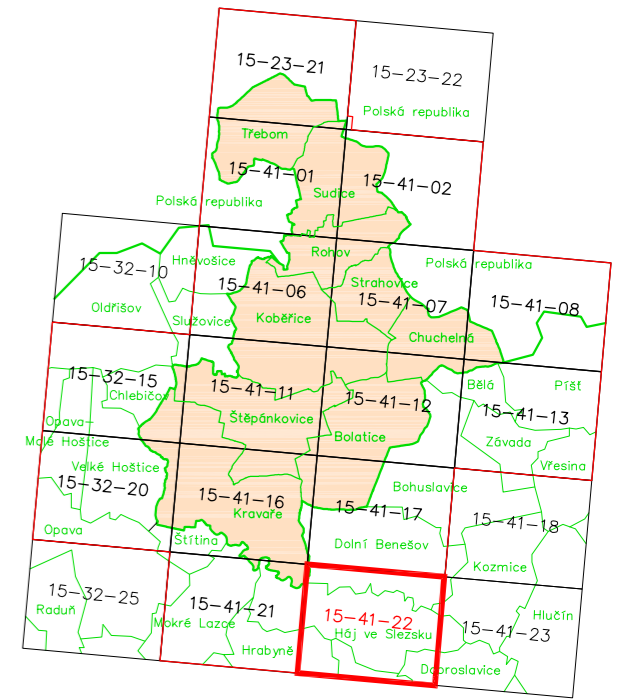 15-23-21
15-23-22
Polská republika
Třebom
15-41-01
15-41-02
Sudice
Polská republika
Hněvošice
Rohov
Polská republika
15-32-10
15-41-06
Strahovice
15-41-07
15-41-08
Oldřišov
Služovice
Kobeřice
Chuchelná
15-32-15
15-41-11
Bělá
Píšť
Chlebičov
15-41-12
15-41-13
Opava-
Štěpánkovice
Malé Hoštice
Bolatice
Závada
Velké Hoštice
Vřesina
15-32-20
15-41-16
Bohuslavice
Kravaře
15-41-17
15-41-18
Opava
Štítina
Dolní Benešov
Kozmice
15-32-25
Raduň
15-41-21
15-41-22
Hlučín
Mokré Lazce
Háj ve Slezsku
15-41-23
Hrabyně
Dobroslavice